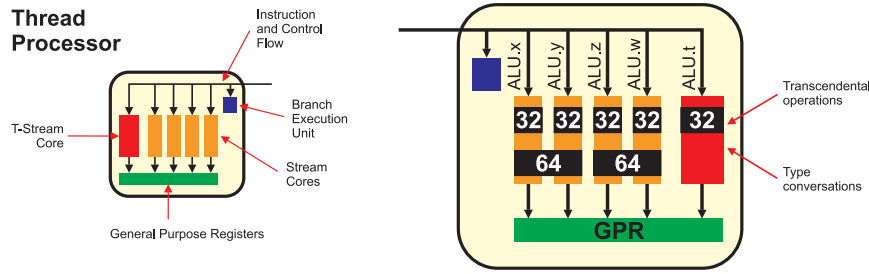 Thread
Processor
Instruction
and Control
Flow
Branch
Execution
Unit
T-Stream
Core
Stream
Cores
General Purpose Registers
ALU.x
ALU.y
ALU.z
ALU.w
ALU.t
32
32
32
32
32
64
64
GPR
Transcendental
operations
Type
conversations